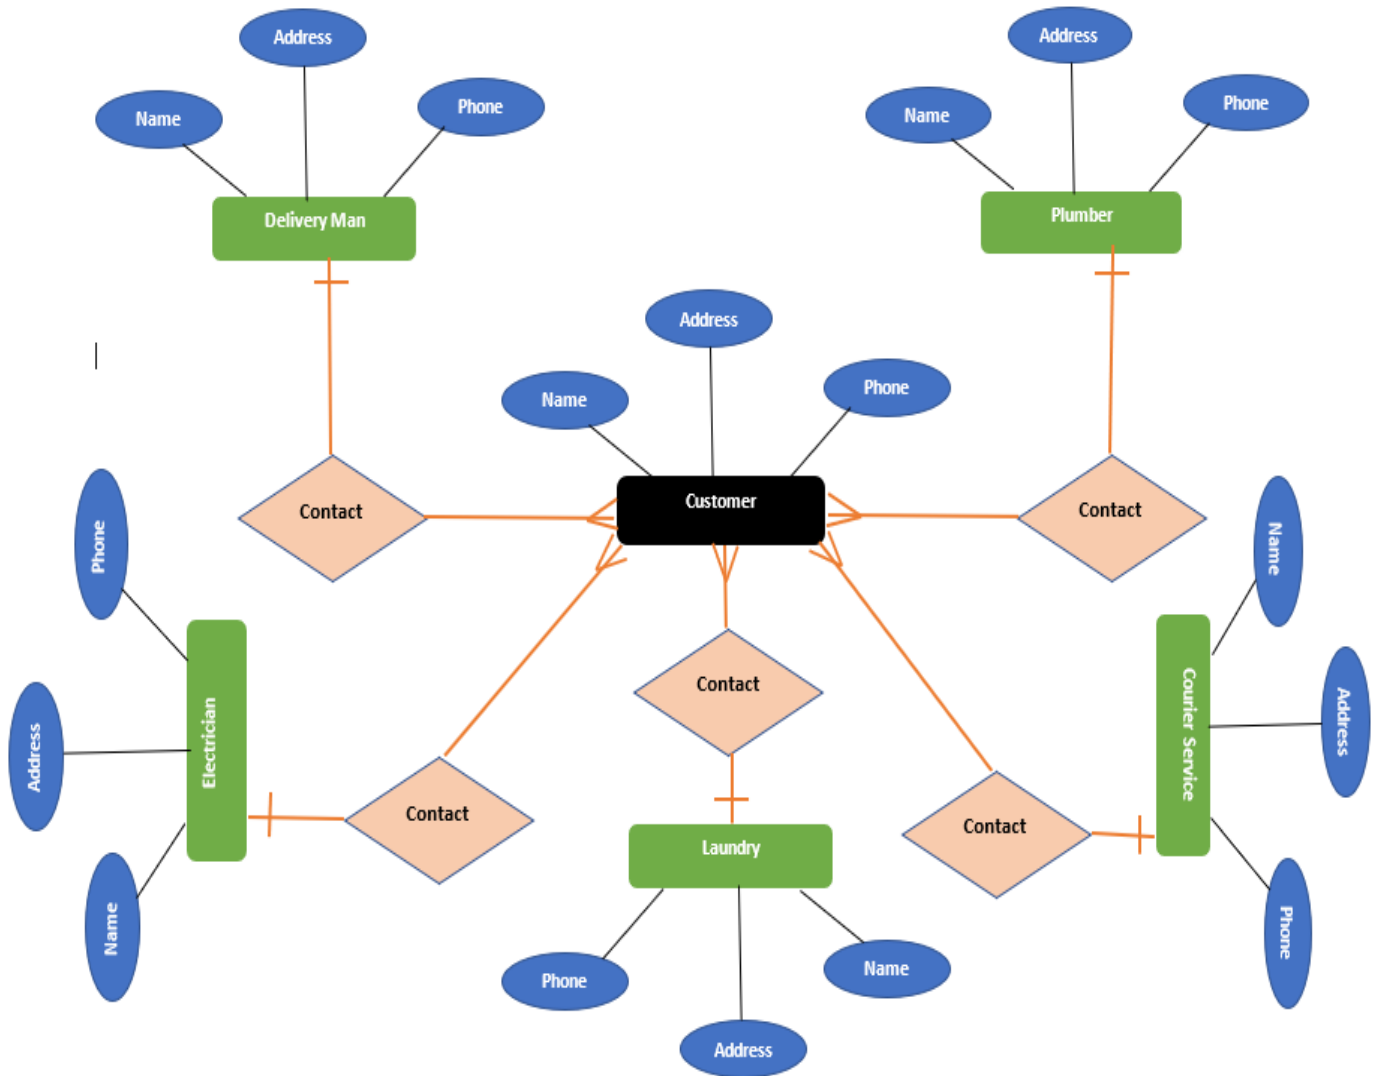 Address
Name
Phone
Delivery Man
Address
Name
Phone
Plumber
Address
Name
Phone
Customer
Contact
Contact
Phone
Address
Name
Electrician
Contact
Contact
Laundry
Phone
Address
Name
Contact
Courier Service
Name
Address
Phone